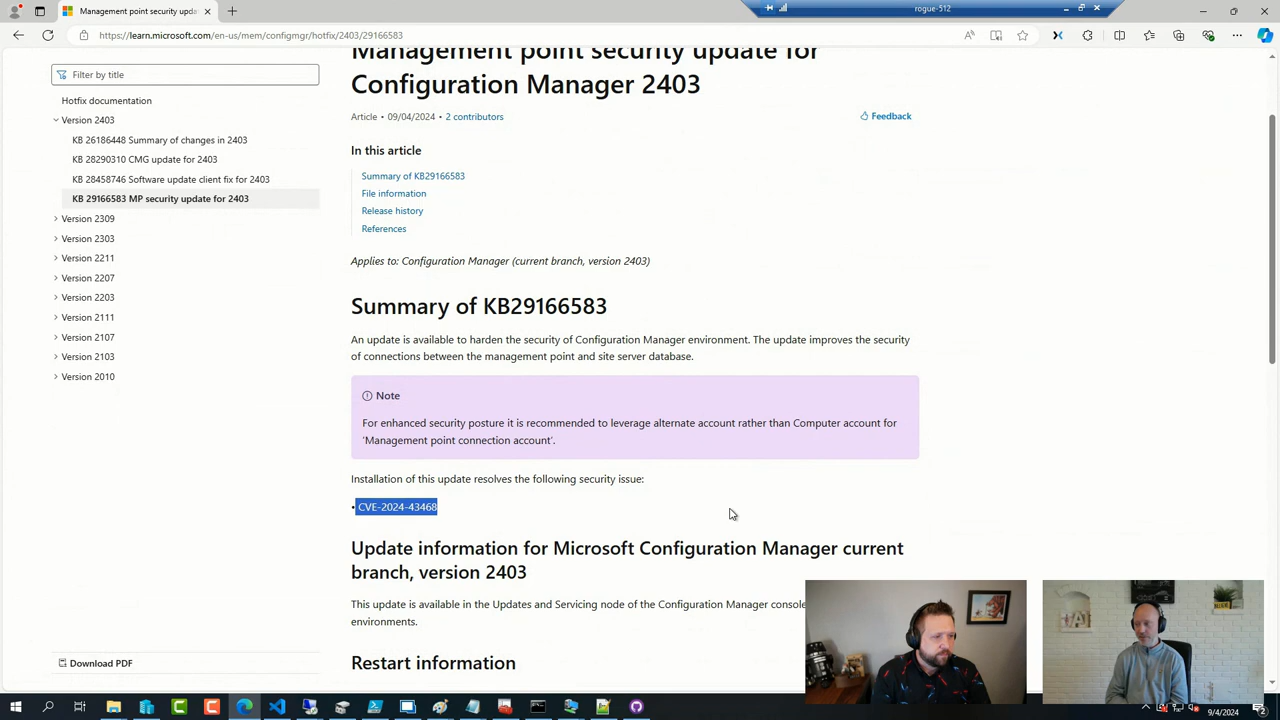 Management point security upda
rogue-512
https://learn.microsoft.com/en-us/mem/configmgr/hotfix/2403/29166583
Filter by title
Hotfix documentation
Version 2403
KB 26186448 Summary of changes in 2403
KB 28290310 CMG update for 2403
KB 28458746 Software update client fix for 2403
KB 29166583 MP security update for 2403
Version 2309
Version 2303
Version 2211
Version 2207
Version 2203
Version 2111
Version 2107
Version 2103
Version 2010
Download PDF
Management point security update for
Configuration Manager 2403
Article • 09/04/2024 • 2 contributors
Feedback
In this article
Summary of KB29166583
File information
Release history
References
Applies to: Configuration Manager (current branch, version 2403)
Summary of KB29166583
An update is available to harden the security of Configuration Manager environment. The update improves the security
of connections between the management point and site server database.
Note
For enhanced security posture it is recommended to leverage alternate account rather than Computer account for
'Management point connection account'.
Installation of this update resolves the following security issue:
• CVE-2024-43468
Update information for Microsoft Configuration Manager current
branch, version 2403
This update is available in the Updates and Servicing node of the Configuration Manager console
environments.
Restart information
9/4/2024